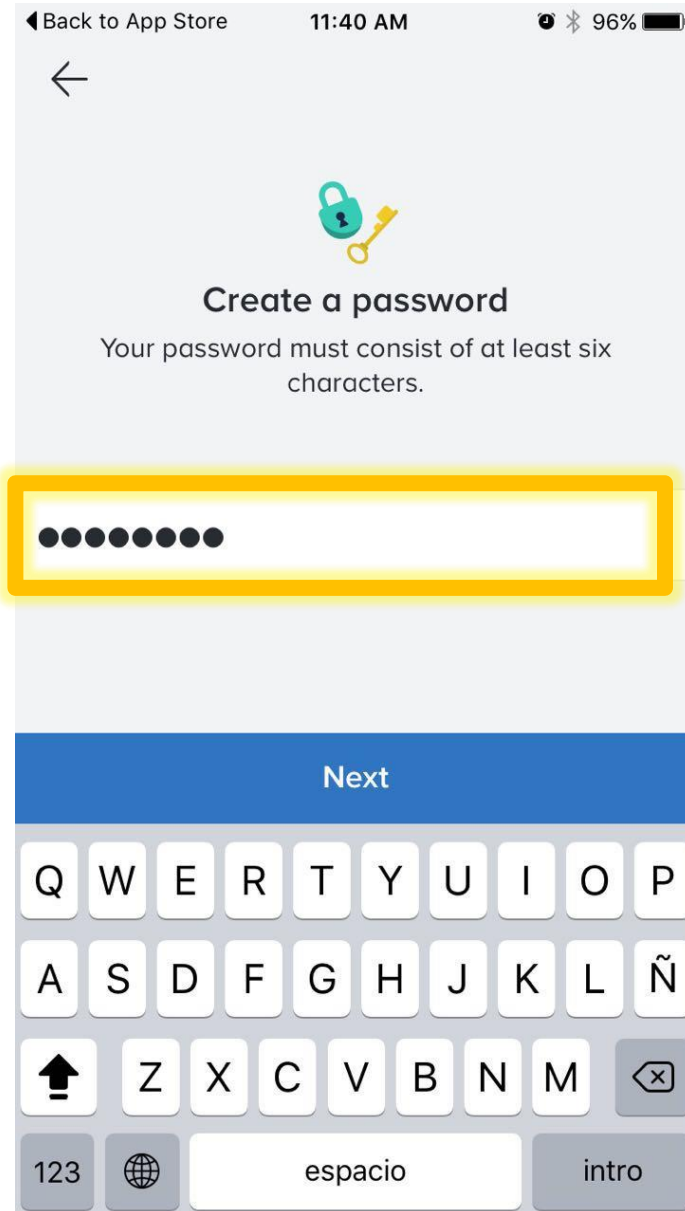 Back to App Store 11:40 AM 96%
Create a password
Your password must consist of at least six
characters.
●●●●●●●●
Next
Q W E R T Y U I O P
A S D F G H J K L Ñ
Z X C V B N M
123 espacio intro